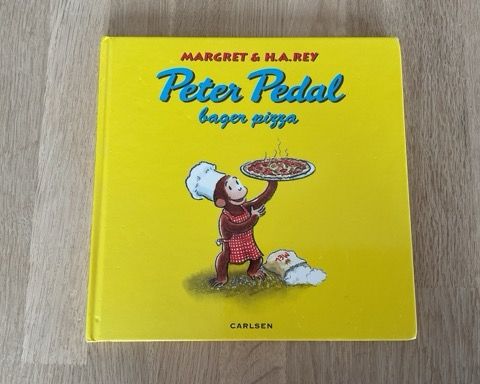 MARGRET & H.A.REY
Peter Pedal
bager pizza
CARLSEN